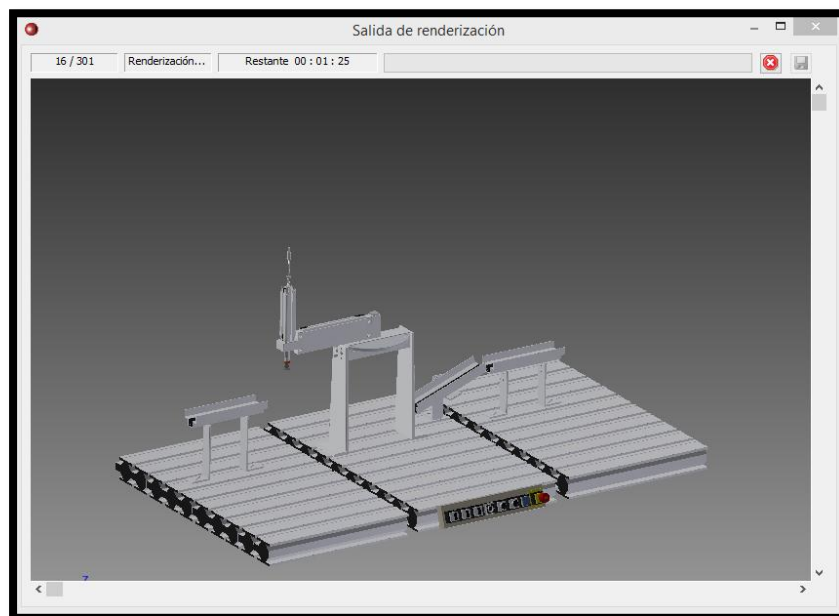 Salida de renderización
16 / 301 Renderización... Restante 00 : 01 : 25
Z